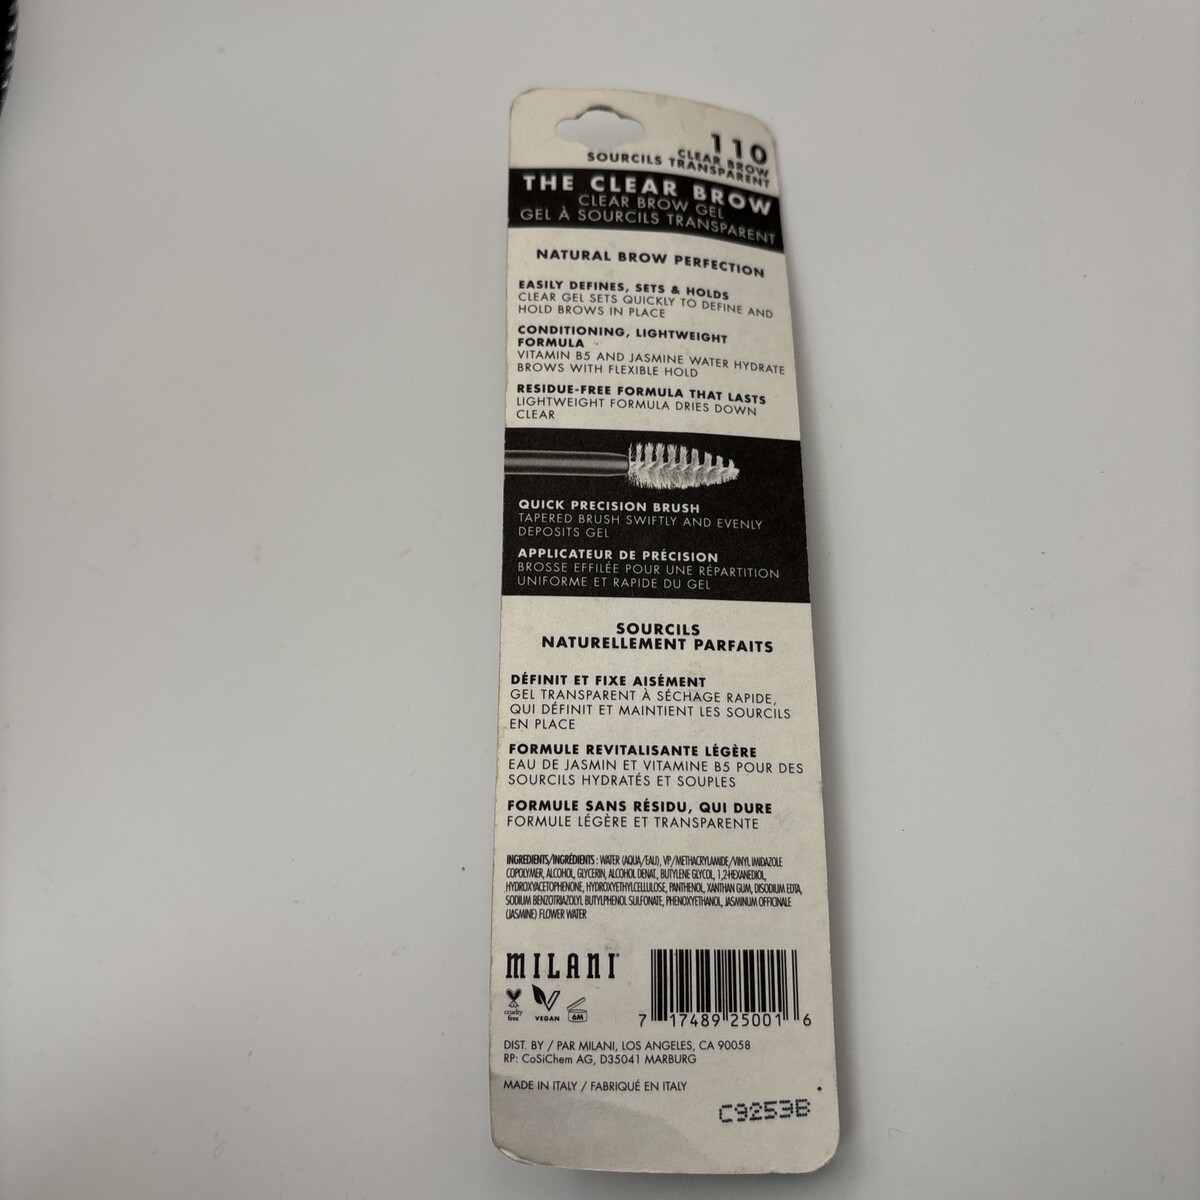 110
CLEAR BROW
SOURCILS TRANSPARENT
THE CLEAR BROW
CLEAR BROW GEL
GEL À SOURCILS TRANSPARENT
NATURAL BROW PERFECTION
EASILY DEFINES, SETS & HOLDS
CLEAR GEL SETS QUICKLY TO DEFINE AND
HOLD BROWS IN PLACE
CONDITIONING, LIGHTWEIGHT
FORMULA
VITAMIN B5 AND JASMINE WATER HYDRATE
BROWS WITH FLEXIBLE HOLD
RESIDUE-FREE FORMULA THAT LASTS
LIGHTWEIGHT FORMULA DRIES DOWN
CLEAR
QUICK PRECISION BRUSH
TAPERED BRUSH SWIFTLY AND EVENLY
DEPOSITS GEL
APPLICATEUR DE PRÉCISION
BROSSE EFFILÉE POUR UNE RÉPARTITION
UNIFORME ET RAPIDE DU GEL
SOURCILS
NATURELLEMENT PARFAITS
DÉFINIT ET FIXE AISÉMENT
GEL TRANSPARENT À SÉCHAGE RAPIDE,
QUI DÉFINIT ET MAINTIENT LES SOURCILS
EN PLACE
FORMULE REVITALISANTE LÉGÈRE
EAU DE JASMIN ET VITAMINE B5 POUR DES
SOURCILS HYDRATÉS ET SOUPLES
FORMULE SANS RÉSIDU, QUI DURE
FORMULE LÉGÈRE ET TRANSPARENTE
INGREDIENTS/INGRÉDIENTS : WATER (AQUA/EAU), VP/METHACRYLAMIDE/VINYL IMIDAZOLE
COPOLYMER, ALCOHOL, GLYCERIN, ALCOHOL DENAT., BUTYLENE GLYCOL, 1,2-HEXANEDIOL,
HYDROXYACETOPHENONE, HYDROXYETHYLCELLULOSE, PANTHENOL, XANTHAN GUM, DISODIUM EDTA,
SODIUM BENZOTRIAZOLYL BUTYLPHENOL SULFONATE, PHENOXYETHANOL, JASMINUM OFFICINALE
(JASMINE) FLOWER WATER
MILANI®
cruelty
free
VEGAN
6M
7 17489 25001 6
DIST. BY / PAR MILANI, LOS ANGELES, CA 90058
RP: CoSiChem AG, D35041 MARBURG
MADE IN ITALY / FABRIQUÉ EN ITALY
C9253B